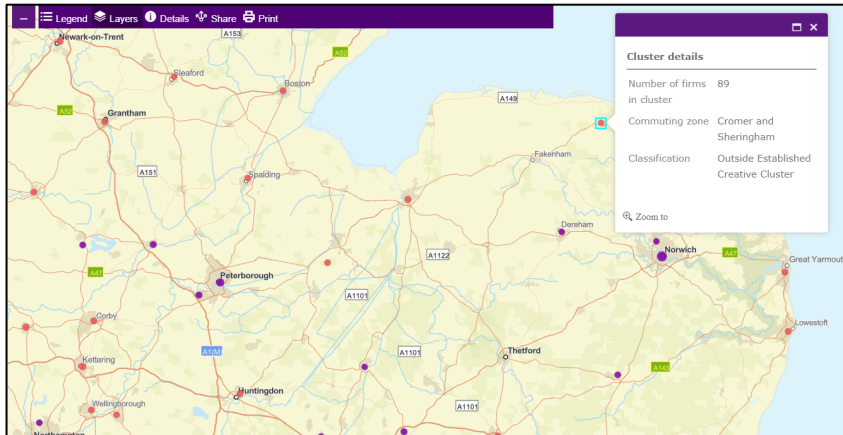 – Legend Layers Details Share Print
Newark-on-Trent
A153
A52
Sleaford
Boston
A149
A52
Grantham
Fakenham
A151
Spalding
Dereham
Norwich
A47
A1122
Great Yarmout
A47
Peterborough
A1101
Corby
Lowestoft
A1(M)
A1101
Thetford
Kettering
A143
Huntingdon
Wellingborough
A1101
Northampton
Cluster details
Number of firms 89
in cluster
Commuting zone Cromer and
Sheringham
Classification Outside Established
Creative Cluster
Zoom to